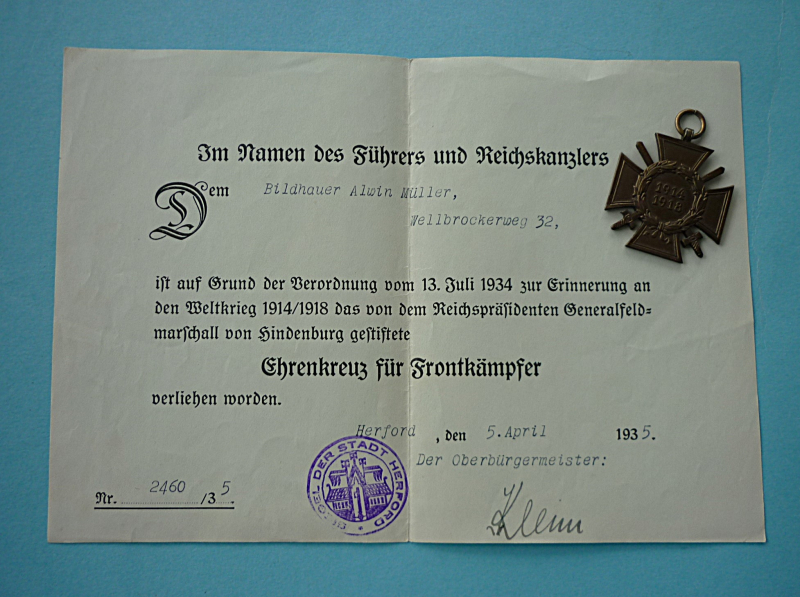 Im Namen des Führers und Reichskanzlers
Dem Bildhauer Alwin Müller,
Wellbrockerweg 32,
ist auf Grund der Verordnung vom 13. Juli 1934 zur Erinnerung an
den Weltkrieg 1914/1918 das von dem Reichspräsidenten Generalfeld=
marschall von Hindenburg gestiftete
Ehrenkreuz für Frontkämpfer
verliehen worden.
Herford, den 5. April 1935.
Der Oberbürgermeister:
Nr. 2460/35
SIEGEL DER STADT HERFORD
Kleim
1914
1918